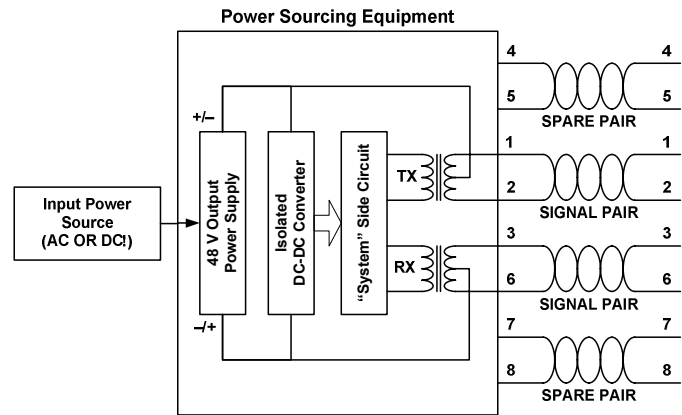 Power Sourcing Equipment
4
4
5
5
SPARE PAIR
+/–
1
1
TX
2
2
SIGNAL PAIR
Input Power
Source
(AC OR DC!)
48 V Output
Power Supply
Isolated
DC-DC Converter
“System” Side Circuit
3
3
RX
6
6
SIGNAL PAIR
–/+
7
7
8
8
SPARE PAIR